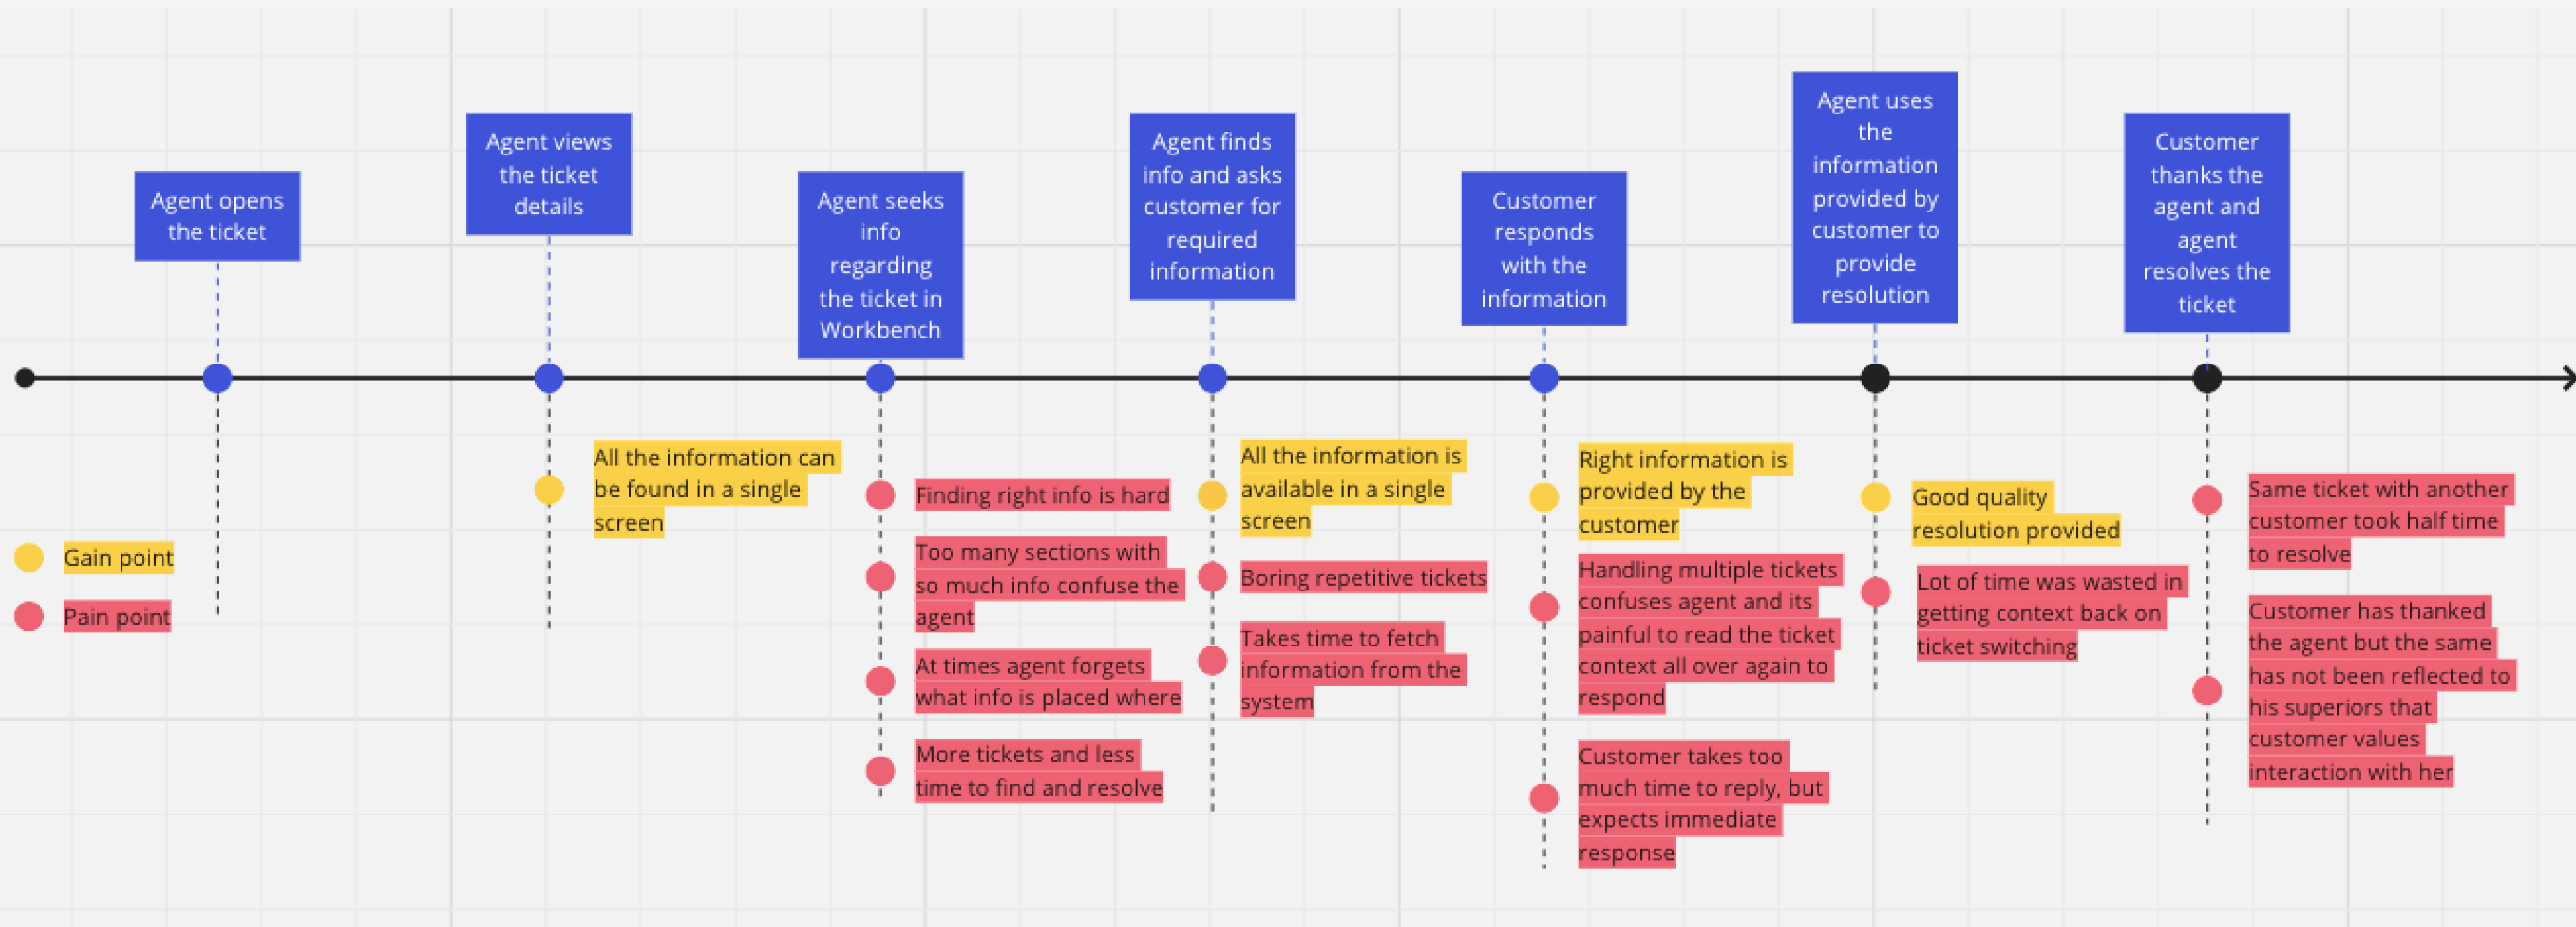 Agent opens
the ticket
Agent views
the ticket
details
Agent seeks
info
regarding
the ticket in
Workbench
Agent finds
info and asks
customer for
required
information
Customer
responds
with the
information
Agent uses
the
information
provided by
customer to
provide
resolution
Customer
thanks the
agent and
agent
resolves the
ticket
Gain point
Pain point
All the information can
be found in a single
screen
Finding right info is hard
Too many sections with
so much info confuse the
agent
At times agent forgets
what info is placed where
More tickets and less
time to find and resolve
All the information is
available in a single
screen
Boring repetitive tickets
Takes time to fetch
information from the
system
Right information is
provided by the
customer
Handling multiple tickets
confuses agent and its
painful to read the ticket
context all over again to
respond
Customer takes too
much time to reply, but
expects immediate
response
Good quality
resolution provided
Lot of time was wasted in
getting context back on
ticket switching
Same ticket with another
customer took half time
to resolve
Customer has thanked
the agent but the same
has not been reflected to
his superiors that
customer values
interaction with her